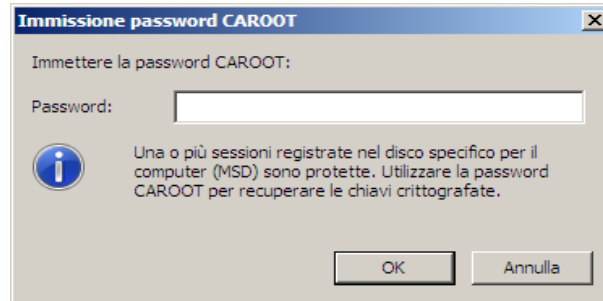 Immissione password CAROOT
Immettere la password CAROOT:
Password:
Una o più sessioni registrate nel disco specifico per il
computer (MSD) sono protette. Utilizzare la password
CAROOT per recuperare le chiavi crittografate.
OK Annulla